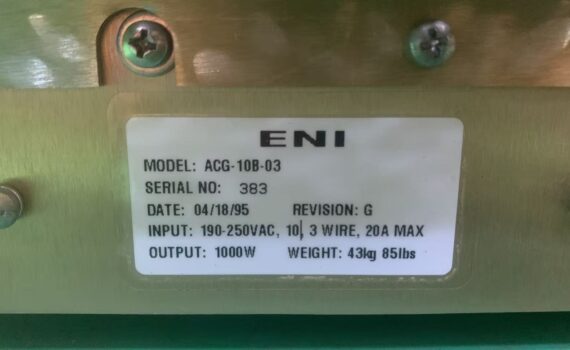 ENI
MODEL: ACG-10B-03
SERIAL NO: 383
DATE: 04/18/95 REVISION: G
INPUT: 190-250VAC, 10, 3 WIRE, 20A MAX
OUTPUT: 1000W WEIGHT: 43kg 85lbs